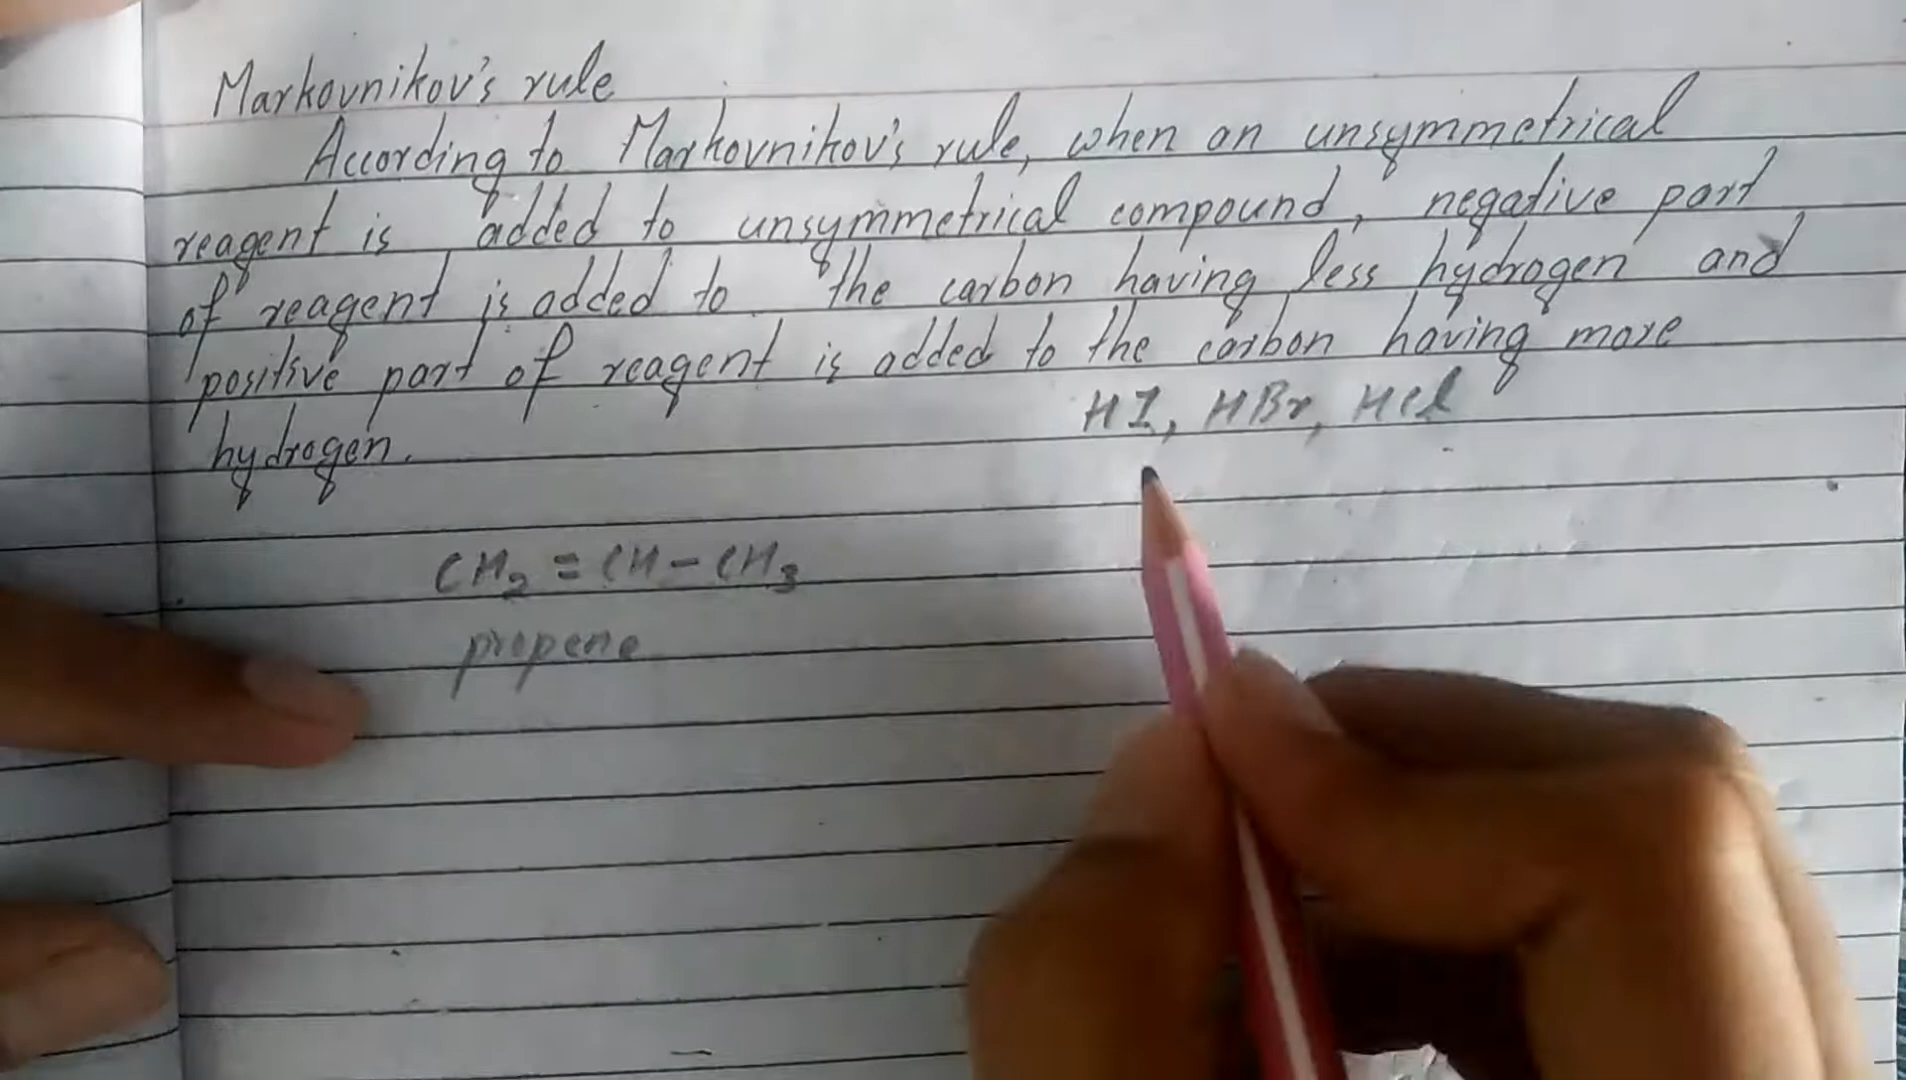 Markovnikov's rule
According to Markovnikov's rule, when an unsymmetrical
reagent is added to unsymmetrical compound, negative part
of reagent is added to the carbon having less hydrogen and
positive part of reagent is added to the carbon having more
hydrogen.
HI, HBr, HCl
CH₂ = CH - CH₃
propene